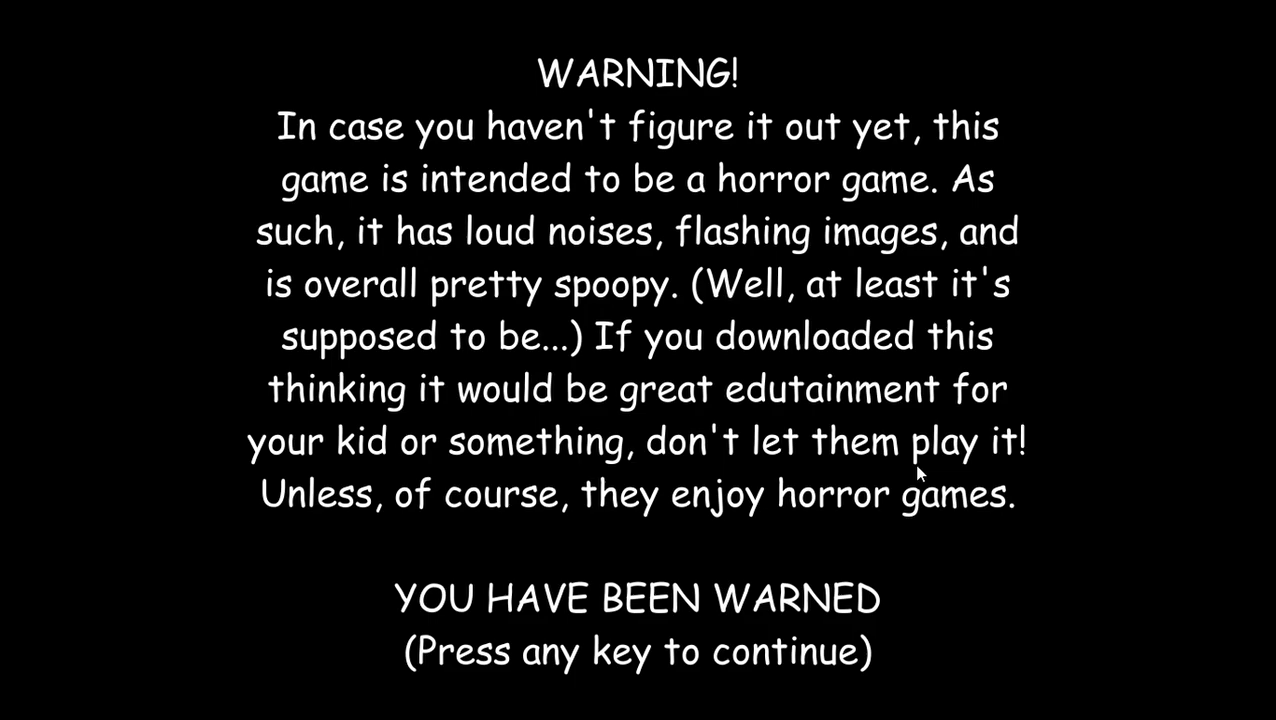 WARNING!
In case you haven't figure it out yet, this
game is intended to be a horror game. As
such, it has loud noises, flashing images, and
is overall pretty spoopy. (Well, at least it's
supposed to be...) If you downloaded this
thinking it would be great edutainment for
your kid or something, don't let them play it!
Unless, of course, they enjoy horror games.
YOU HAVE BEEN WARNED
(Press any key to continue)